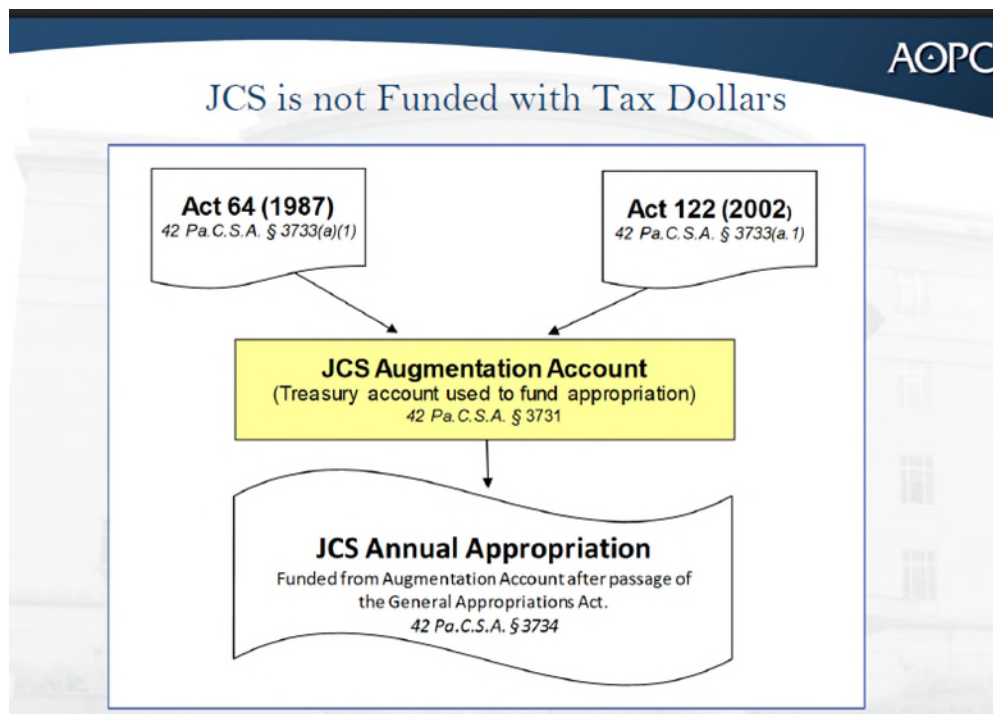 AOPC
JCS is not Funded with Tax Dollars
Act 64 (1987)
42 Pa.C.S.A. § 3733(a)(1)
Act 122 (2002)
42 Pa.C.S.A. § 3733(a.1)
JCS Augmentation Account
(Treasury account used to fund appropriation)
42 Pa.C.S.A. § 3731
JCS Annual Appropriation
Funded from Augmentation Account after passage of
the General Appropriations Act.
42 Pa.C.S.A. §3734